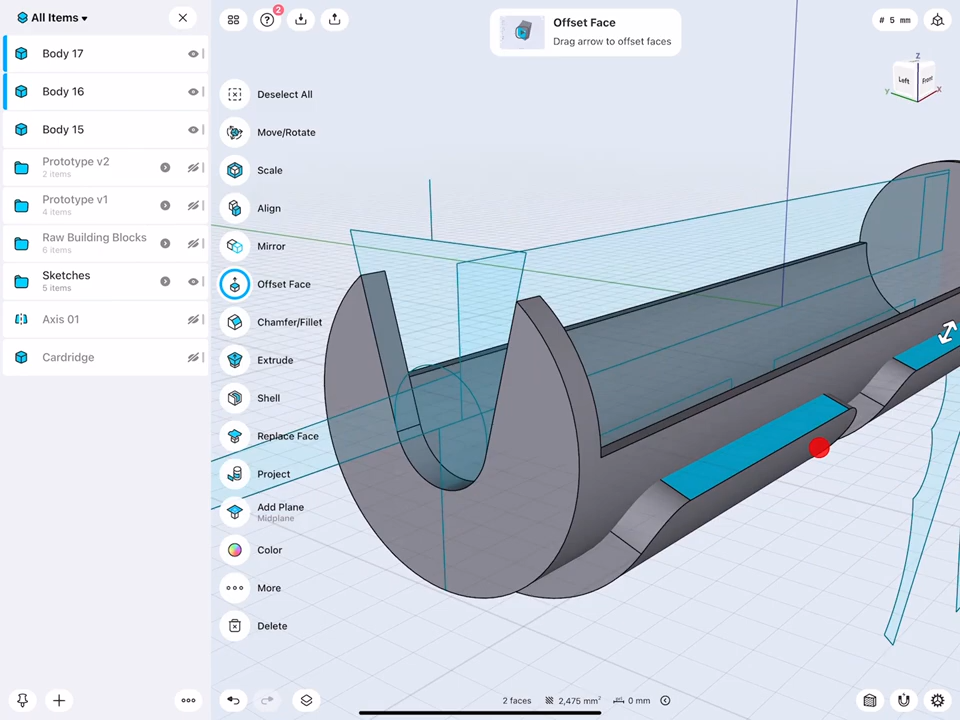 All Items
Body 17
Body 16
Body 15
Prototype v2
2 items
Prototype v1
4 items
Raw Building Blocks
6 items
Sketches
5 items
Axis 01
Cardridge
2
Deselect All
Move/Rotate
Scale
Align
Mirror
Offset Face
Chamfer/Fillet
Extrude
Shell
Replace Face
Project
Add Plane
Midplane
Color
More
Delete
Offset Face
Drag arrow to offset faces
# 5 mm
Z
Left
Front
y
X
2 faces
2,475 mm²
0 mm